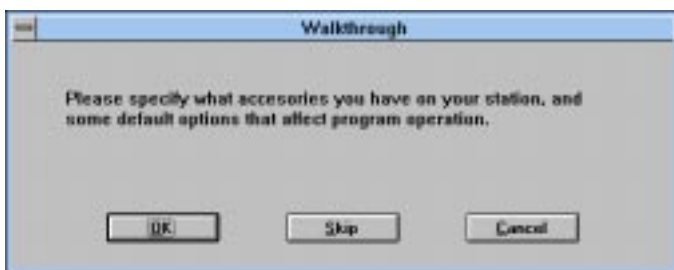 Walkthrough
Please specify what accesories you have on your station, and
some default options that affect program operation.
OK Skip Cancel